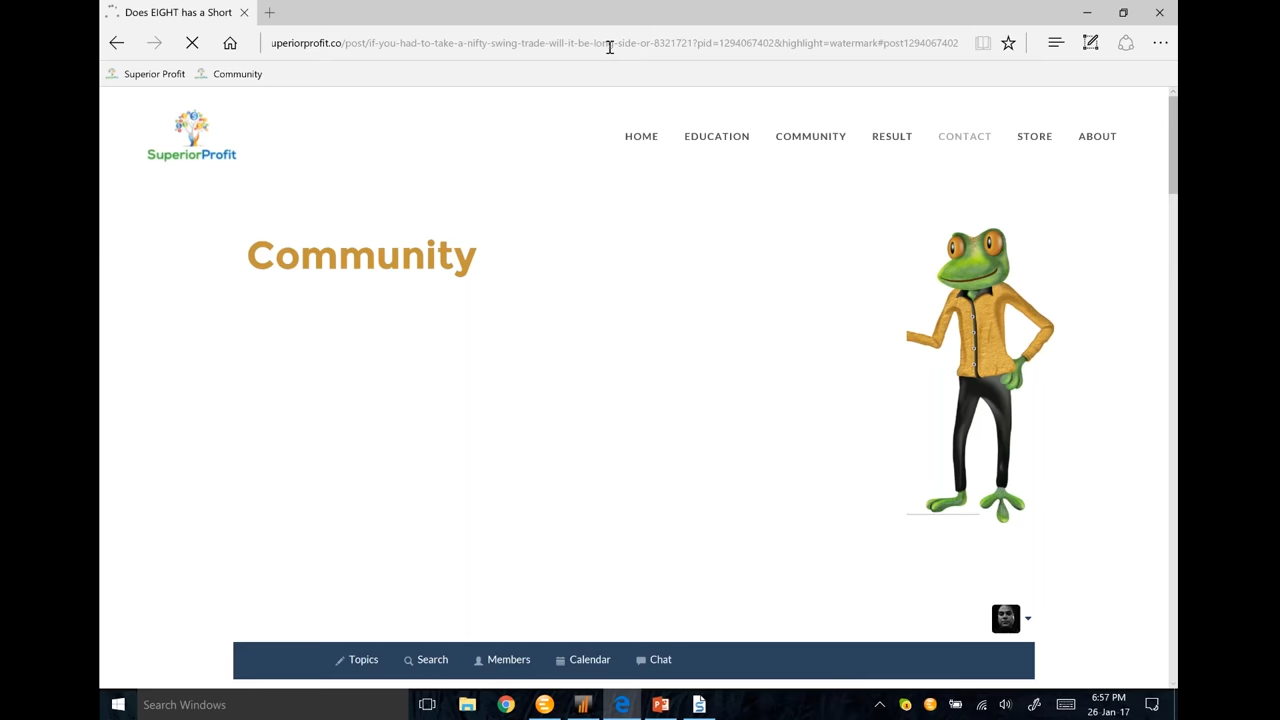 Does EIGHT has a Short
uperiorprofit.co/post/if-you-had-to-take-a-nifty-swing-trade-will-it-be-long-side-or-8321721?pid=1294067402&highlight=watermark#post1294067402
Superior Profit Community
SuperiorProfit
HOME EDUCATION COMMUNITY RESULT CONTACT STORE ABOUT
Community
Topics Search Members Calendar Chat
Search Windows
6:57 PM
26 Jan 17